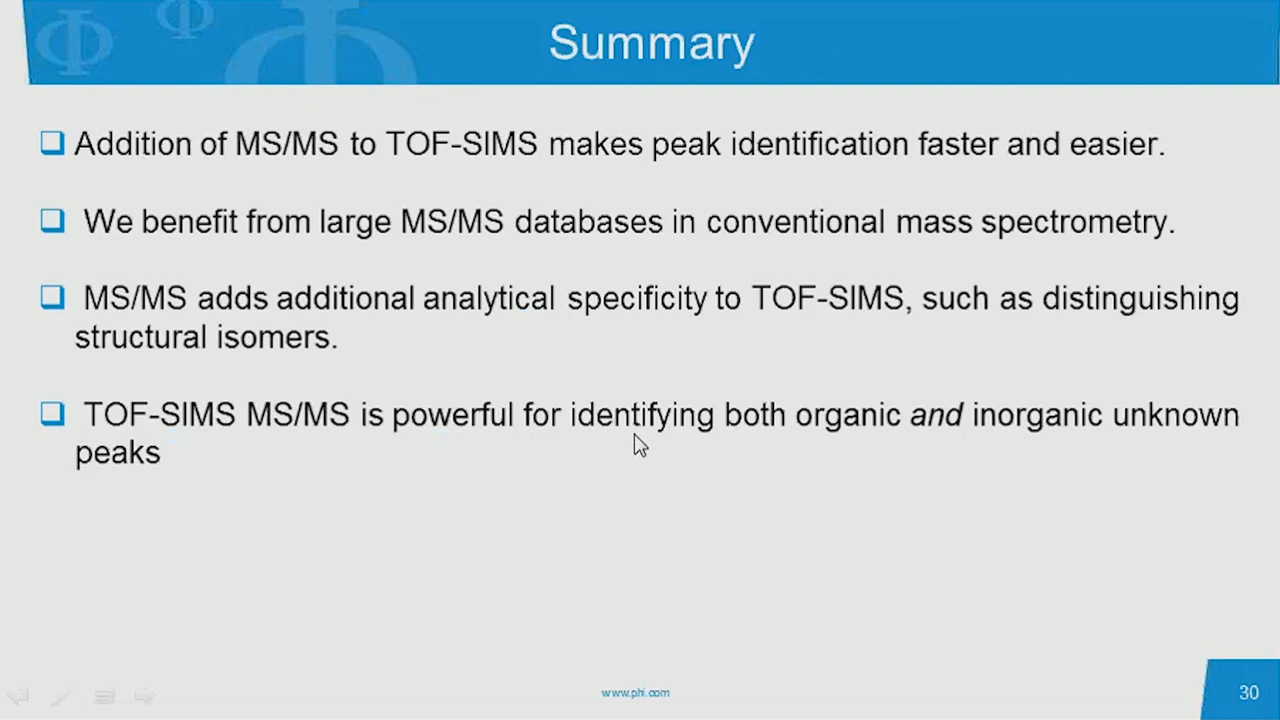 Summary
Addition of MS/MS to TOF-SIMS makes peak identification faster and easier.
We benefit from large MS/MS databases in conventional mass spectrometry.
MS/MS adds additional analytical specificity to TOF-SIMS, such as distinguishing
structural isomers.
TOF-SIMS MS/MS is powerful for identifying both organic and inorganic unknown
peaks
www.phi.com
30